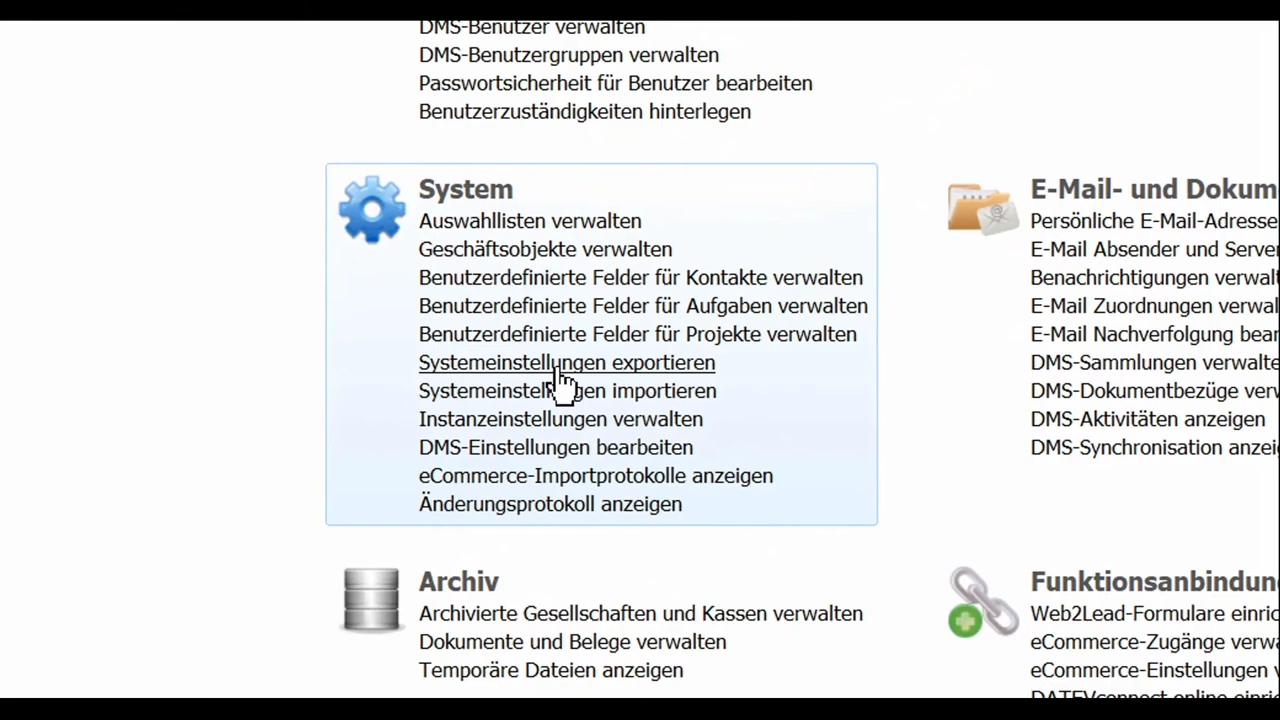 DMS-Benutzer verwalten
DMS-Benutzergruppen verwalten
Passwortsicherheit für Benutzer bearbeiten
Benutzerzuständigkeiten hinterlegen
System
Auswahllisten verwalten
Geschäftsobjekte verwalten
Benutzerdefinierte Felder für Kontakte verwalten
Benutzerdefinierte Felder für Aufgaben verwalten
Benutzerdefinierte Felder für Projekte verwalten
Systemeinstellungen exportieren
Systemeinstellungen importieren
Instanzeinstellungen verwalten
DMS-Einstellungen bearbeiten
eCommerce-Importprotokolle anzeigen
Änderungsprotokoll anzeigen
E-Mail- und Dokum
Persönliche E-Mail-Adresse
E-Mail Absender und Server
Benachrichtigungen verwalt
E-Mail Zuordnungen verwal
E-Mail Nachverfolgung bear
DMS-Sammlungen verwalte
DMS-Dokumentbezüge verw
DMS-Aktivitäten anzeigen
DMS-Synchronisation anzei
Archiv
Archivierte Gesellschaften und Kassen verwalten
Dokumente und Belege verwalten
Temporäre Dateien anzeigen
Funktionsanbindun
Web2Lead-Formulare einric
eCommerce-Zugänge verwa
eCommerce-Einstellungen v
DATEVconnect online einric